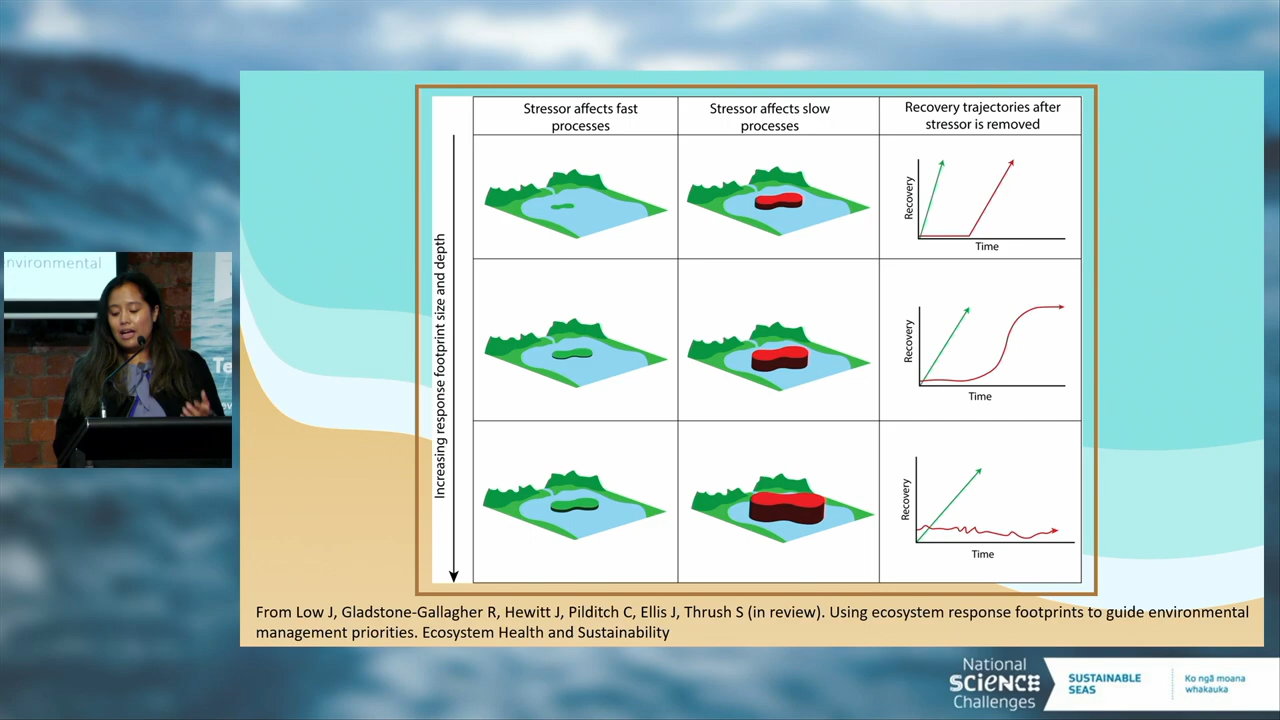 nvironmental
Te
Stressor affects fast
processes
Stressor affects slow
processes
Recovery trajectories after
stressor is removed
Increasing response footprint size and depth
Recovery
Time
Recovery
Time
Recovery
Time
From Low J, Gladstone-Gallagher R, Hewitt J, Pilditch C, Ellis J, Thrush S (in review). Using ecosystem response footprints to guide environmental
management priorities. Ecosystem Health and Sustainability
National
SCIENCE
Challenges
SUSTAINABLE
SEAS
Ko ngā moana
whakauka